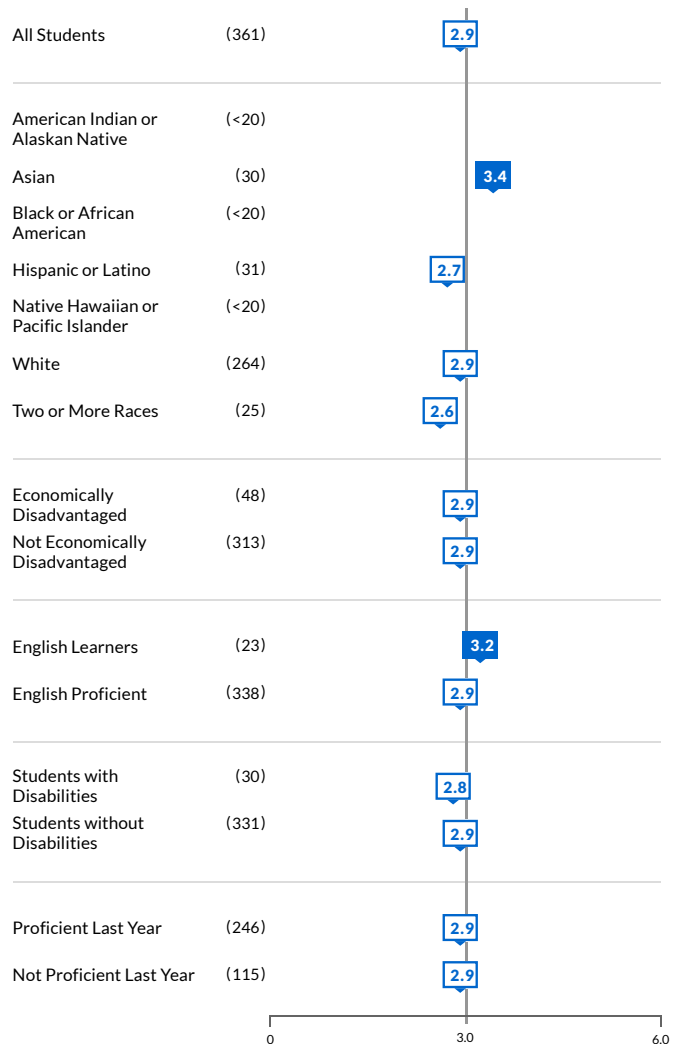 All Students (361) 2.9
American Indian or (<20)
Alaskan Native
Asian (30) 3.4
Black or African (<20)
American
Hispanic or Latino (31) 2.7
Native Hawaiian or (<20)
Pacific Islander
White (264) 2.9
Two or More Races (25) 2.6
Economically (48) 2.9
Disadvantaged
Not Economically (313) 2.9
Disadvantaged
English Learners (23) 3.2
English Proficient (338) 2.9
Students with (30) 2.8
Disabilities
Students without (331) 2.9
Disabilities
Proficient Last Year (246) 2.9
Not Proficient Last Year (115) 2.9
0 3.0 6.0